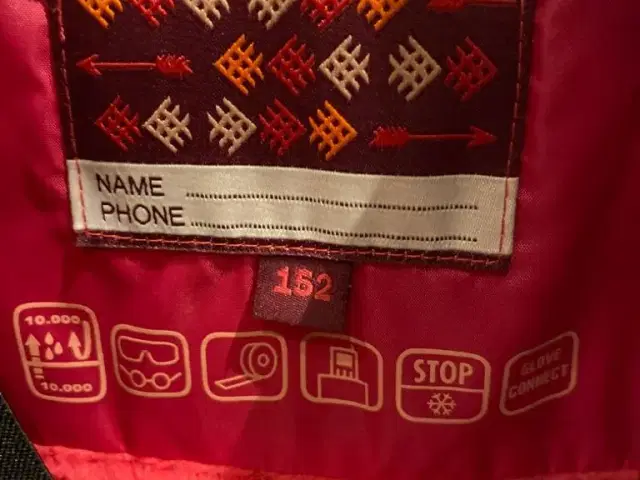 NAME
PHONE
152
10.000
10.000
STOP
GLOVE
CONNECT